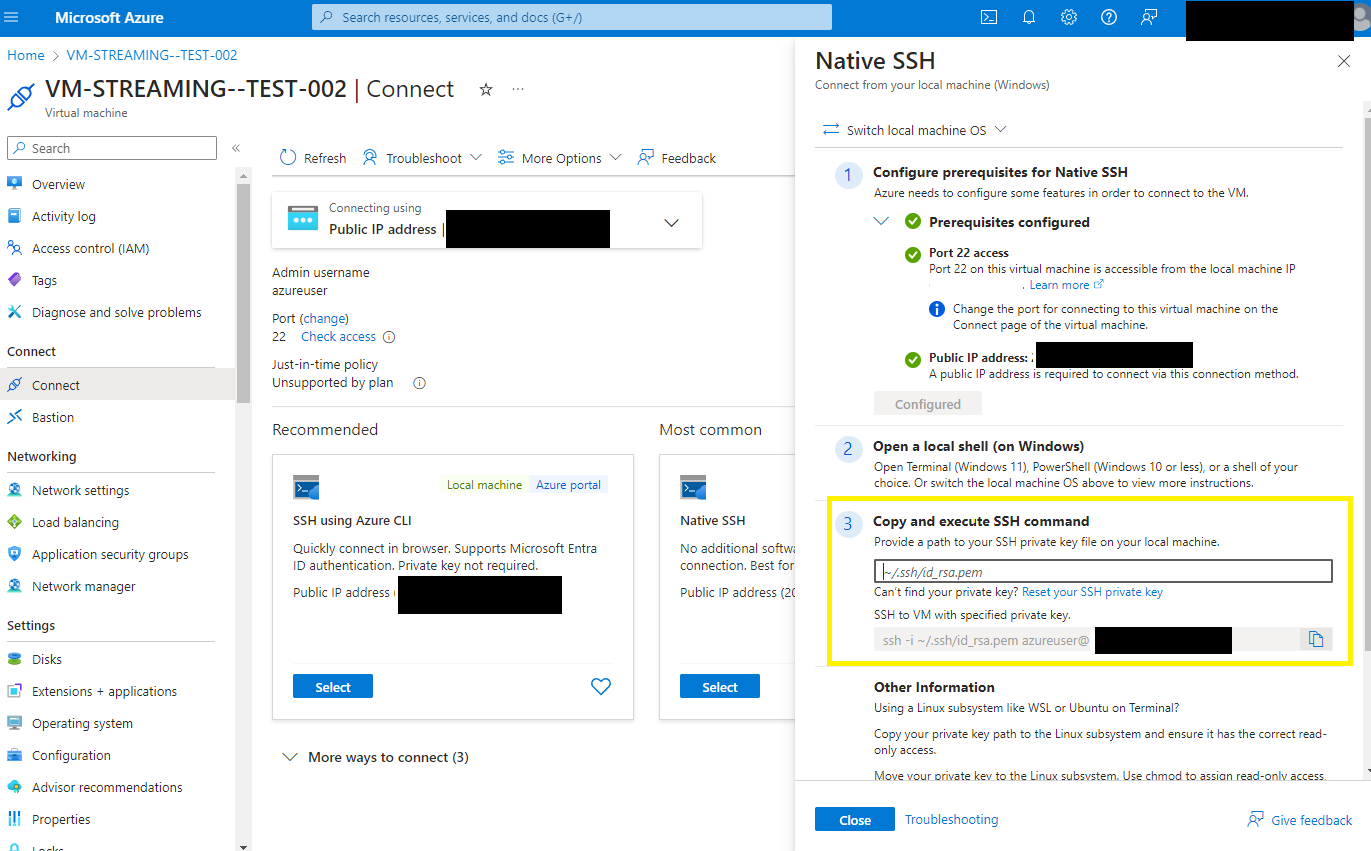 Microsoft Azure
Search resources, services, and docs (G+/)
Home > VM-STREAMING--TEST-002
VM-STREAMING--TEST-002 | Connect
Virtual machine
Search
Overview
Activity log
Access control (IAM)
Tags
Diagnose and solve problems
Connect
Connect
Bastion
Networking
Network settings
Load balancing
Application security groups
Network manager
Settings
Disks
Extensions + applications
Operating system
Configuration
Advisor recommendations
Properties
Locks
Refresh
Troubleshoot
More Options
Feedback
Connecting using
Public IP address |
Admin username
azureuser
Port (change)
22 Check access
Just-in-time policy
Unsupported by plan
Recommended
Local machine
Azure portal
SSH using Azure CLI
Quickly connect in browser. Supports Microsoft Entra
ID authentication. Private key not required.
Public IP address (
Select
Most common
Native SSH
No additional softwa
connection. Best for
Public IP address (20
Select
More ways to connect (3)
Native SSH
Connect from your local machine (Windows)
Switch local machine OS
1 Configure prerequisites for Native SSH
Azure needs to configure some features in order to connect to the VM.
Prerequisites configured
Port 22 access
Port 22 on this virtual machine is accessible from the local machine IP
. Learn more
Change the port for connecting to this virtual machine on the
Connect page of the virtual machine.
Public IP address:
A public IP address is required to connect via this connection method.
Configured
2 Open a local shell (on Windows)
Open Terminal (Windows 11), PowerShell (Windows 10 or less), or a shell of your
choice. Or switch the local machine OS above to view more instructions.
3 Copy and execute SSH command
Provide a path to your SSH private key file on your local machine.
~/.ssh/id_rsa.pem
Can't find your private key? Reset your SSH private key
SSH to VM with specified private key.
ssh -i ~/.ssh/id_rsa.pem azureuser@
Other Information
Using a Linux subsystem like WSL or Ubuntu on Terminal?
Copy your private key path to the Linux subsystem and ensure it has the correct read-
only access.
Move your private key to the Linux subsystem. Use chmod to assign read-only access.
Close
Troubleshooting
Give feedback